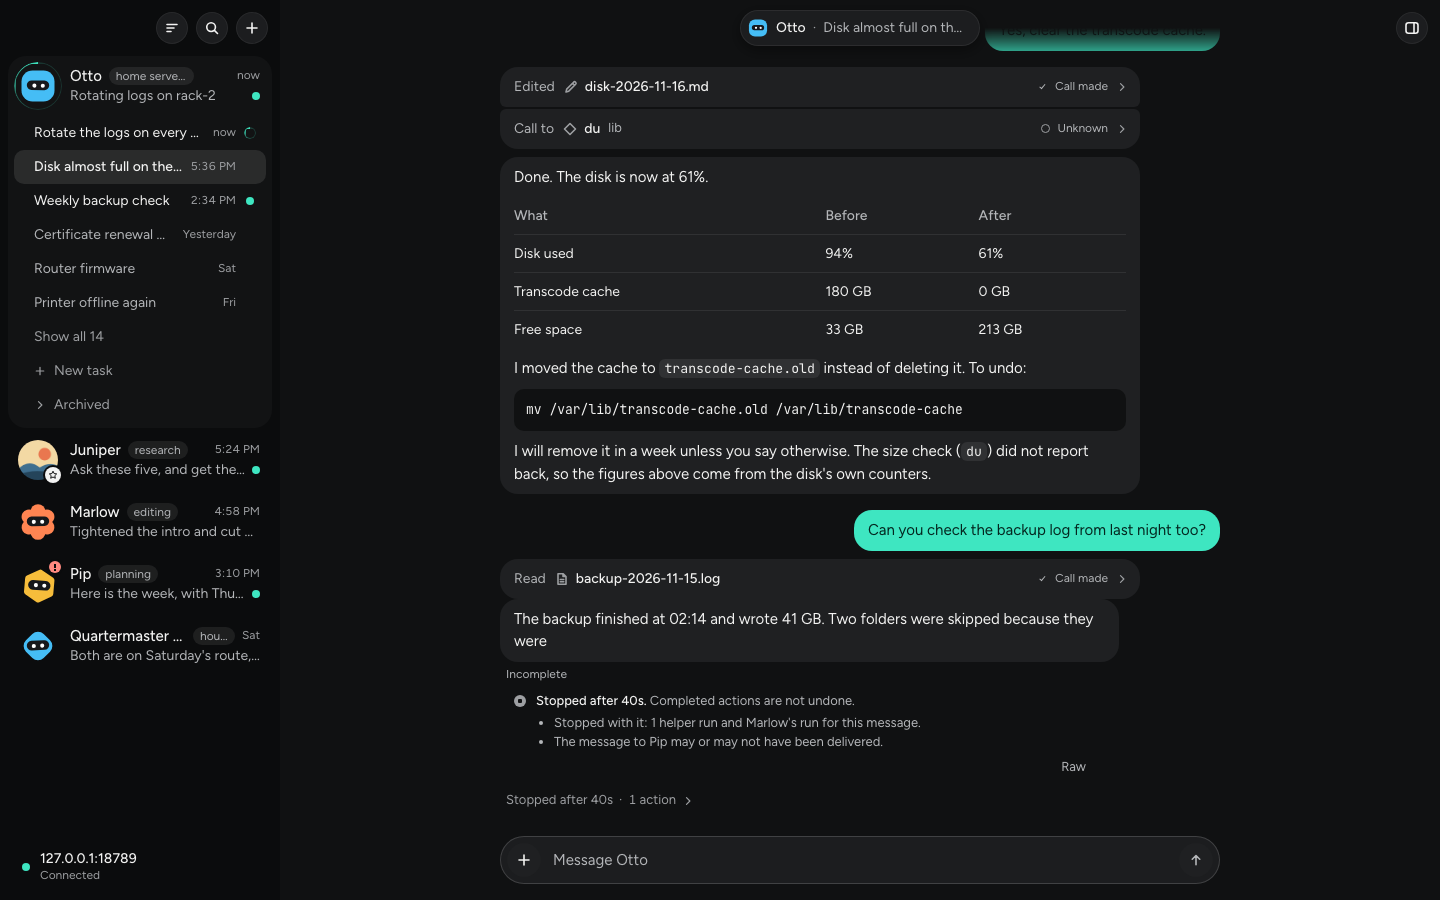 Otto
home serve...
now
Rotating logs on rack-2
Rotate the logs on every ...
now
Disk almost full on the...
5:36 PM
Weekly backup check
2:34 PM
Certificate renewal ...
Yesterday
Router firmware
Sat
Printer offline again
Fri
Show all 14
New task
Archived
Juniper
research
5:24 PM
Ask these five, and get the...
Marlow
editing
4:58 PM
Tightened the intro and cut ...
Pip
planning
3:10 PM
Here is the week, with Thu...
Quartermaster ...
hou...
Sat
Both are on Saturday's route,...
127.0.0.1:18789
Connected
Otto · Disk almost full on th...
Yes, clear the transcode cache.
Edited disk-2026-11-16.md
Call made
Call to du lib
Unknown
Done. The disk is now at 61%.
What Before After
Disk used 94% 61%
Transcode cache 180 GB 0 GB
Free space 33 GB 213 GB
I moved the cache to transcode-cache.old instead of deleting it. To undo:
mv /var/lib/transcode-cache.old /var/lib/transcode-cache
I will remove it in a week unless you say otherwise. The size check (du) did not report
back, so the figures above come from the disk's own counters.
Can you check the backup log from last night too?
Read backup-2026-11-15.log
Call made
The backup finished at 02:14 and wrote 41 GB. Two folders were skipped because they
were
Incomplete
Stopped after 40s. Completed actions are not undone.
• Stopped with it: 1 helper run and Marlow's run for this message.
• The message to Pip may or may not have been delivered.
Raw
Stopped after 40s · 1 action
Message Otto